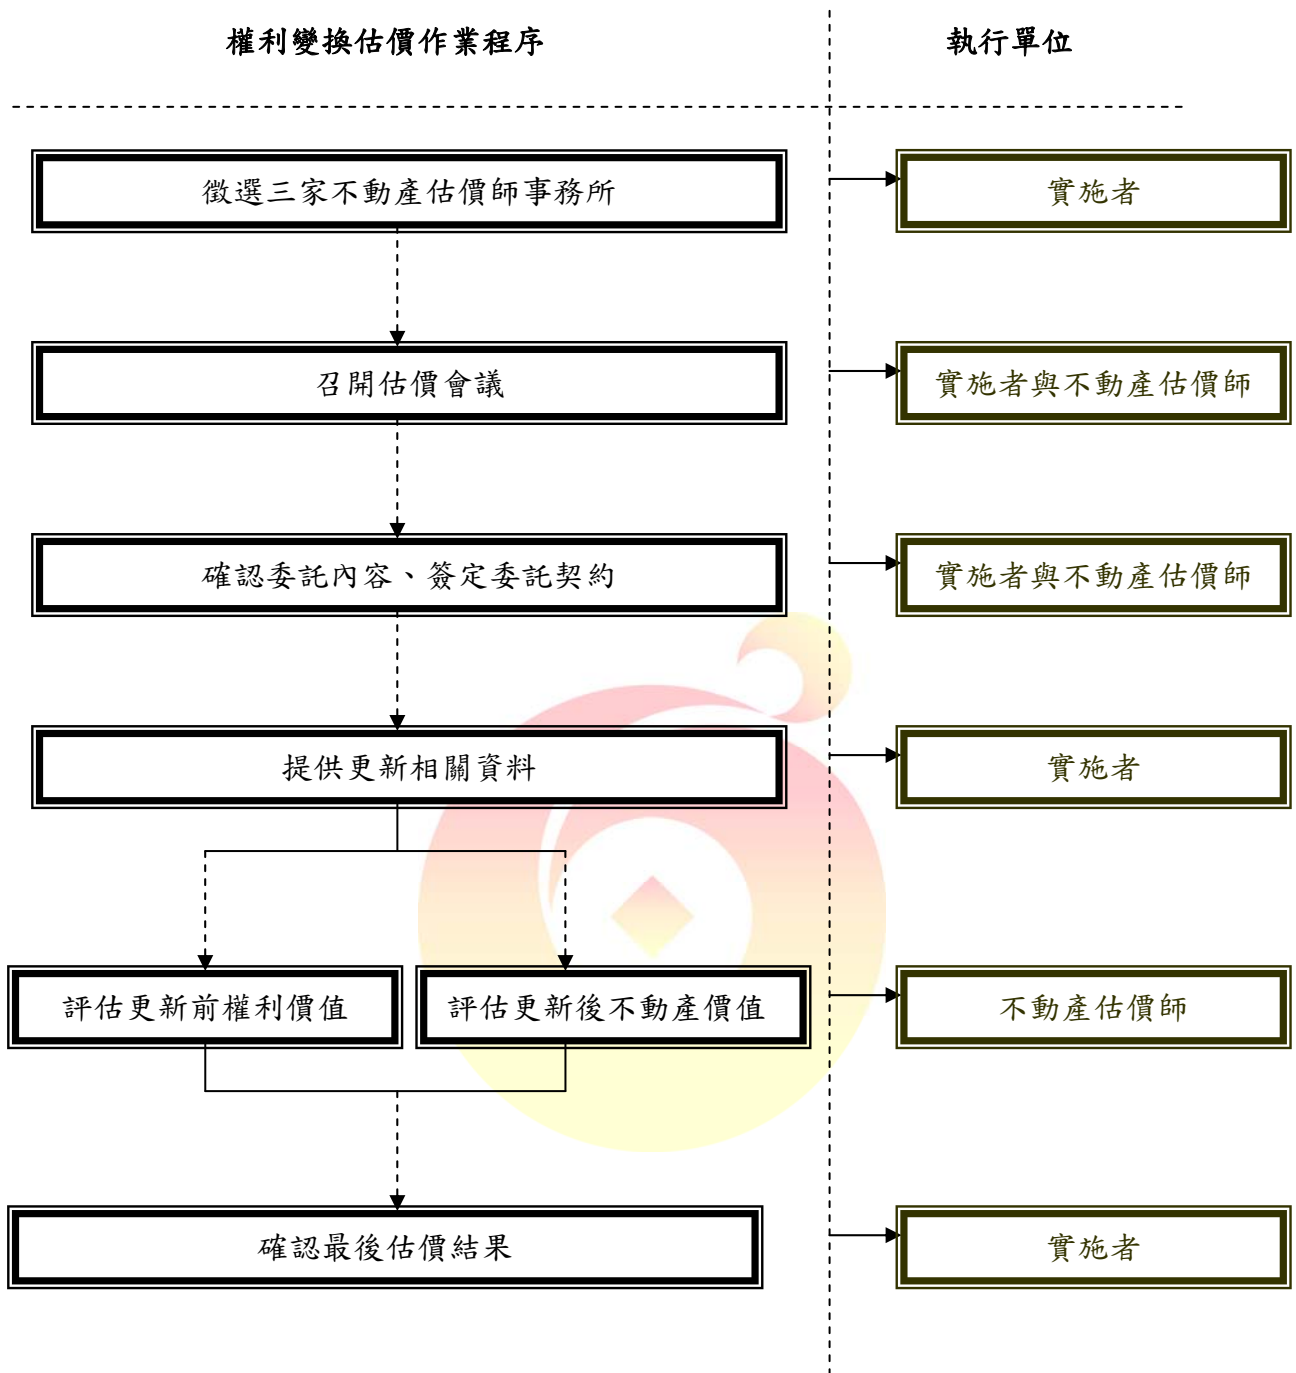 權利變換估價作業程序
執行單位
徵選三家不動產估價師事務所
實施者
召開估價會議
實施者與不動產估價師
確認委託內容、簽定委託契約
實施者與不動產估價師
提供更新相關資料
實施者
評估更新前權利價值
評估更新後不動產價值
不動產估價師
確認最後估價結果
實施者